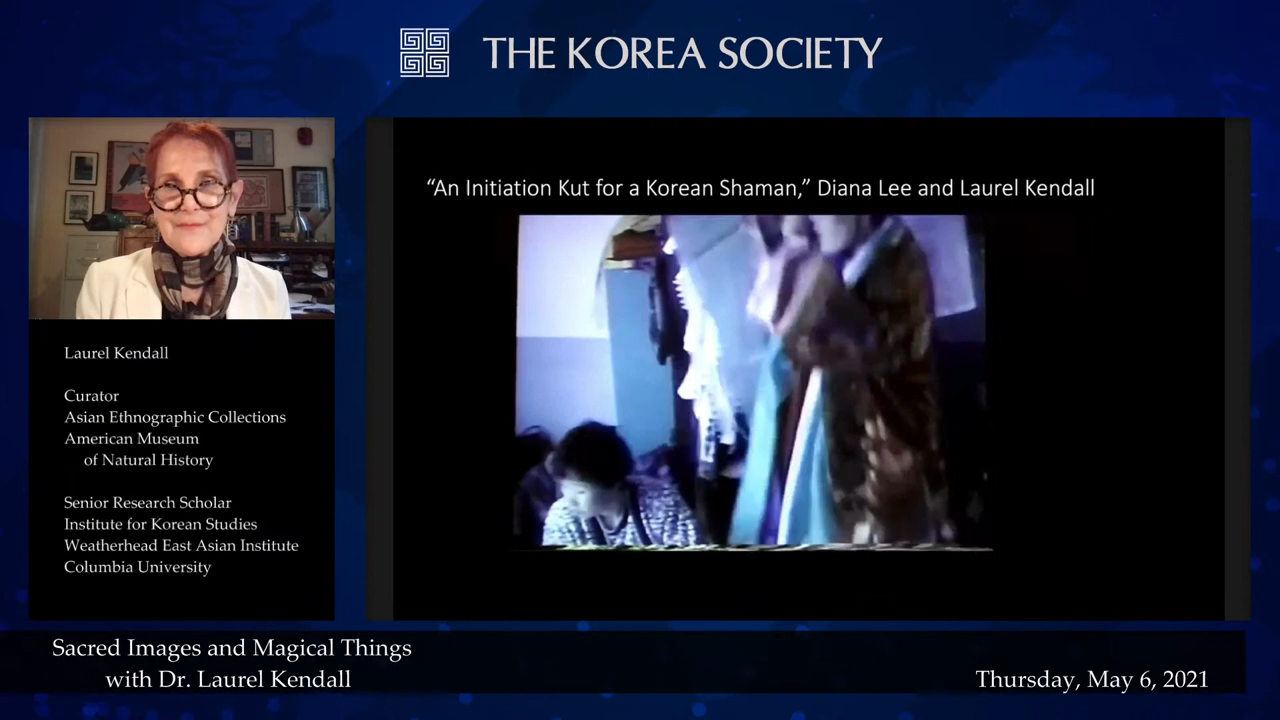 THE KOREA SOCIETY
“An Initiation Kut for a Korean Shaman,” Diana Lee and Laurel Kendall
Laurel Kendall
Curator
Asian Ethnographic Collections
American Museum
of Natural History
Senior Research Scholar
Institute for Korean Studies
Weatherhead East Asian Institute
Columbia University
Sacred Images and Magical Things
with Dr. Laurel Kendall
Thursday, May 6, 2021